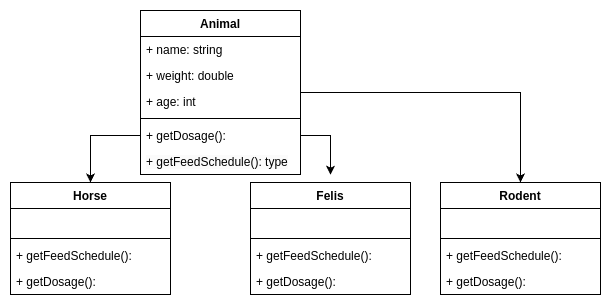 Animal
+ name: string
+ weight: double
+ age: int
+ getDosage():
+ getFeedSchedule(): type
Horse
+ getFeedSchedule():
+ getDosage():
Felis
+ getFeedSchedule():
+ getDosage():
Rodent
+ getFeedSchedule():
+ getDosage():